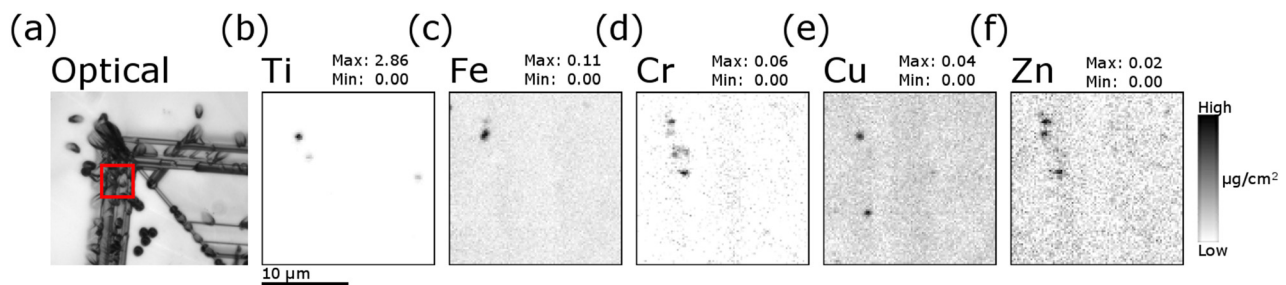 (a)
Optical
(b)
Ti
Max: 2.86
Min: 0.00
(c)
Fe
Max: 0.11
Min: 0.00
(d)
Cr
Max: 0.06
Min: 0.00
(e)
Cu
Max: 0.04
Min: 0.00
(f)
Zn
Max: 0.02
Min: 0.00
High
µg/cm²
Low
10 µm